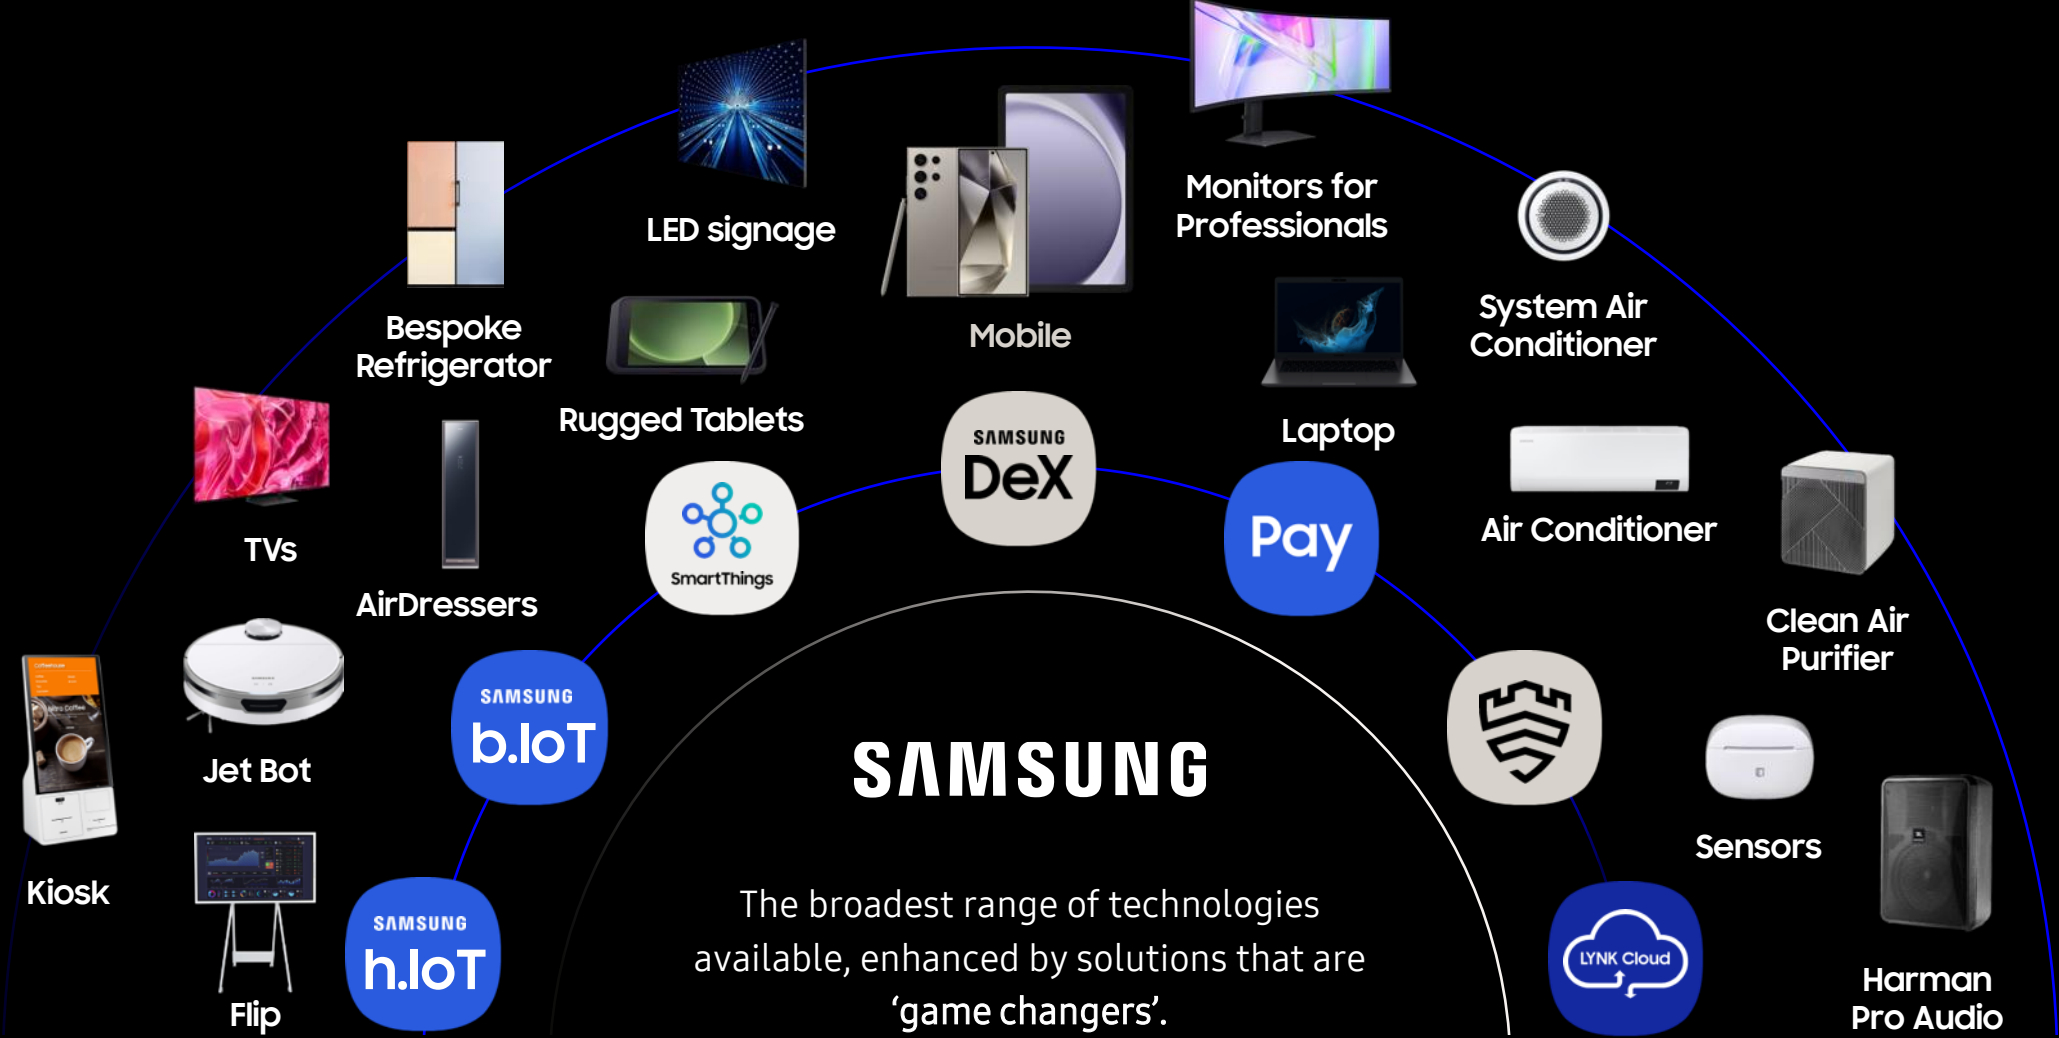 LED signage
Monitors for
Professionals
Bespoke
Refrigerator
Mobile
System Air
Conditioner
Rugged Tablets
Laptop
SAMSUNG
DeX
TVs
SmartThings
Pay
Air Conditioner
AirDressers
Clean Air
Purifier
SAMSUNG
b.IoT
Jet Bot
SAMSUNG
Sensors
Kiosk
SAMSUNG
h.IoT
The broadest range of technologies
available, enhanced by solutions that are
‘game changers’.
LYNK Cloud
Flip
Harman
Pro Audio